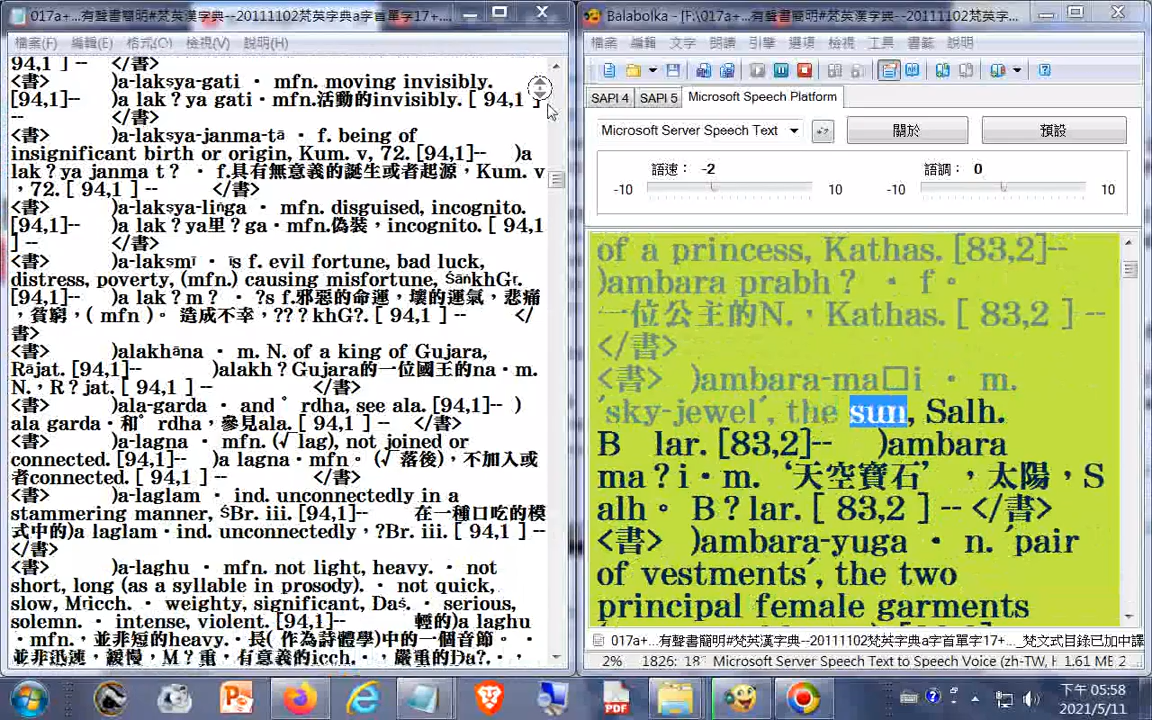 017a+...有聲書簡明#梵英漢字典--20111102梵英字典a字首單字17+...
檔案(F) 編輯(E) 格式(O) 檢視(V) 說明(H)
94,1 ] -- </書>
<書> )a-lakṣya-gati · mfn. moving invisibly.
[94,1]-- )a lak ? ya gati · mfn.活動的invisibly. [ 94,1 ]
-- </書>
<書> )a-lakṣya-janma-tā · f. being of
insignificant birth or origin, Kum. v, 72. [94,1]-- )a
lak ? ya janma t ? · f.具有無意義的誕生或者起源，Kum. v
，72. [ 94,1 ] -- </書>
<書> )a-lakṣya-liṅga · mfn. disguised, incognito.
[94,1]-- )a lak ? ya里 ? ga · mfn.偽裝，incognito. [ 94,1
] -- </書>
<書> )a-lakṣmī · īs f. evil fortune, bad luck,
distress, poverty, (mfn.) causing misfortune, ŚāṅkhGṛ.
[94,1]-- )a lak ? m ? · ?s f.邪惡的命運，壞的運氣，悲痛
，貧窮，( mfn )。 造成不幸，? ? ? khG?. [ 94,1 ] -- </
書>
<書> )alakhāna · m. N. of a king of Gujara,
Rājat. [94,1]-- )alakh ? Gujara的一位國王的na · m.
N.，R ? jat. [ 94,1 ] -- </書>
<書> )ala-garda · and ˚ rdha, see ala. [94,1]-- )
ala garda · 和˚ rdha，參見ala. [ 94,1 ] -- </書>
<書> )a-lagna · mfn. (√ lag), not joined or
connected. [94,1]-- )a lagna · mfn 。 (√ 落後)，不加入或
者connected. [ 94,1 ] -- </書>
<書> )a-laglam · ind. unconnectedly in a
stammering manner, ŚBr. iii. [94,1]-- 在一種口吃的模
式中的)a laglam · ind. unconnectedly，?Br. iii. [ 94,1 ] --
</書>
<書> )a-laghu · mfn. not light, heavy. · not
short, long (as a syllable in prosody). · not quick,
slow, Mṛicch. · weighty, significant, Daś. · serious,
solemn. · intense, violent. [94,1]-- 輕的)a laghu
· mfn.，並非短的heavy. · 長( 作為詩體學)中的一個音節。 ·
並非迅速，緩慢，M ? 重，有意義的icch. ·，嚴重的Da?. ·，
Balabolka - [F:\017a+...有聲書簡明#梵英漢字典--20111102梵英字...
檔案 編輯 文字 朗讀 引擎 選項 檢視 工具 書籤 說明
SAPI 4 SAPI 5 Microsoft Speech Platform
Microsoft Server Speech Text 關於 預設
語速: -2 語調: 0
-10 10 -10 10
of a princess, Kathas. [83,2]--
)ambara prabh ? · f 。
一位公主的N.，Kathas. [ 83,2 ] --
</書>
<書> )ambara-ma□i · m.
'sky-jewel', the sun, Salh.
B lar. [83,2]-- )ambara
ma ? i · m. ‘天空寶石’ ，太陽，S
alh 。 B ? lar. [ 83,2 ] -- </書>
<書> )ambara-yuga · n. 'pair
of vestments', the two
principal female garments
017a+...有聲書簡明#梵英漢字典--20111102梵英字典a字首單字17+...梵文式目錄已加中譯
2% 1826: 18 Microsoft Server Speech Text to Speech Voice (zh-TW, H 1.61 MB 2
PDF
下午 05:58
2021/5/11